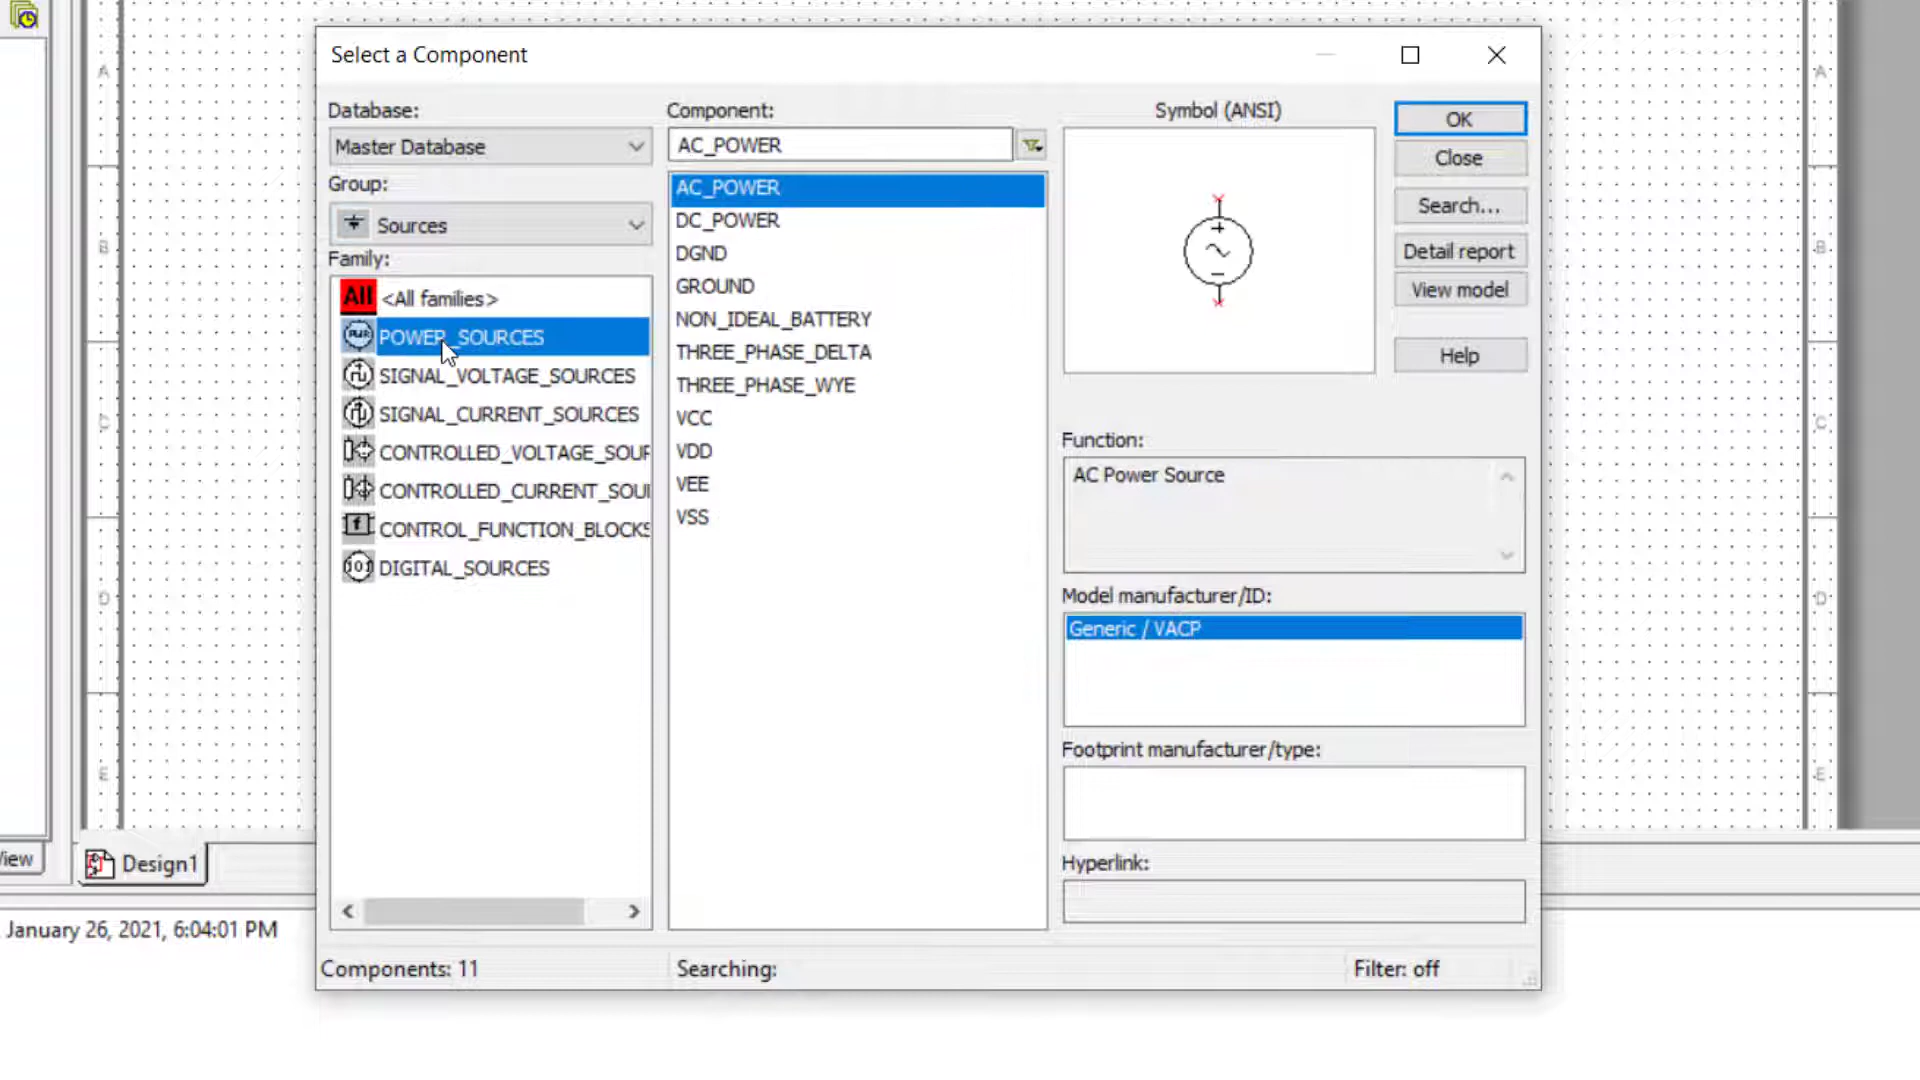 Select a Component
Database:
Master Database
Group:
Sources
Family:
All <All families>
POWER_SOURCES
SIGNAL_VOLTAGE_SOURCES
SIGNAL_CURRENT_SOURCES
CONTROLLED_VOLTAGE_SOUR
CONTROLLED_CURRENT_SOU
CONTROL_FUNCTION_BLOCKS
DIGITAL_SOURCES
Component:
AC_POWER
AC_POWER
DC_POWER
DGND
GROUND
NON_IDEAL_BATTERY
THREE_PHASE_DELTA
THREE_PHASE_WYE
VCC
VDD
VEE
VSS
Symbol (ANSI)
OK
Close
Search...
Detail report
View model
Help
Function:
AC Power Source
Model manufacturer/ID:
Generic / VACP
Footprint manufacturer/type:
Hyperlink:
Components: 11
Searching:
Filter: off
A
B
C
D
E
A
B
C
D
E
iew
Design1
January 26, 2021, 6:04:01 PM